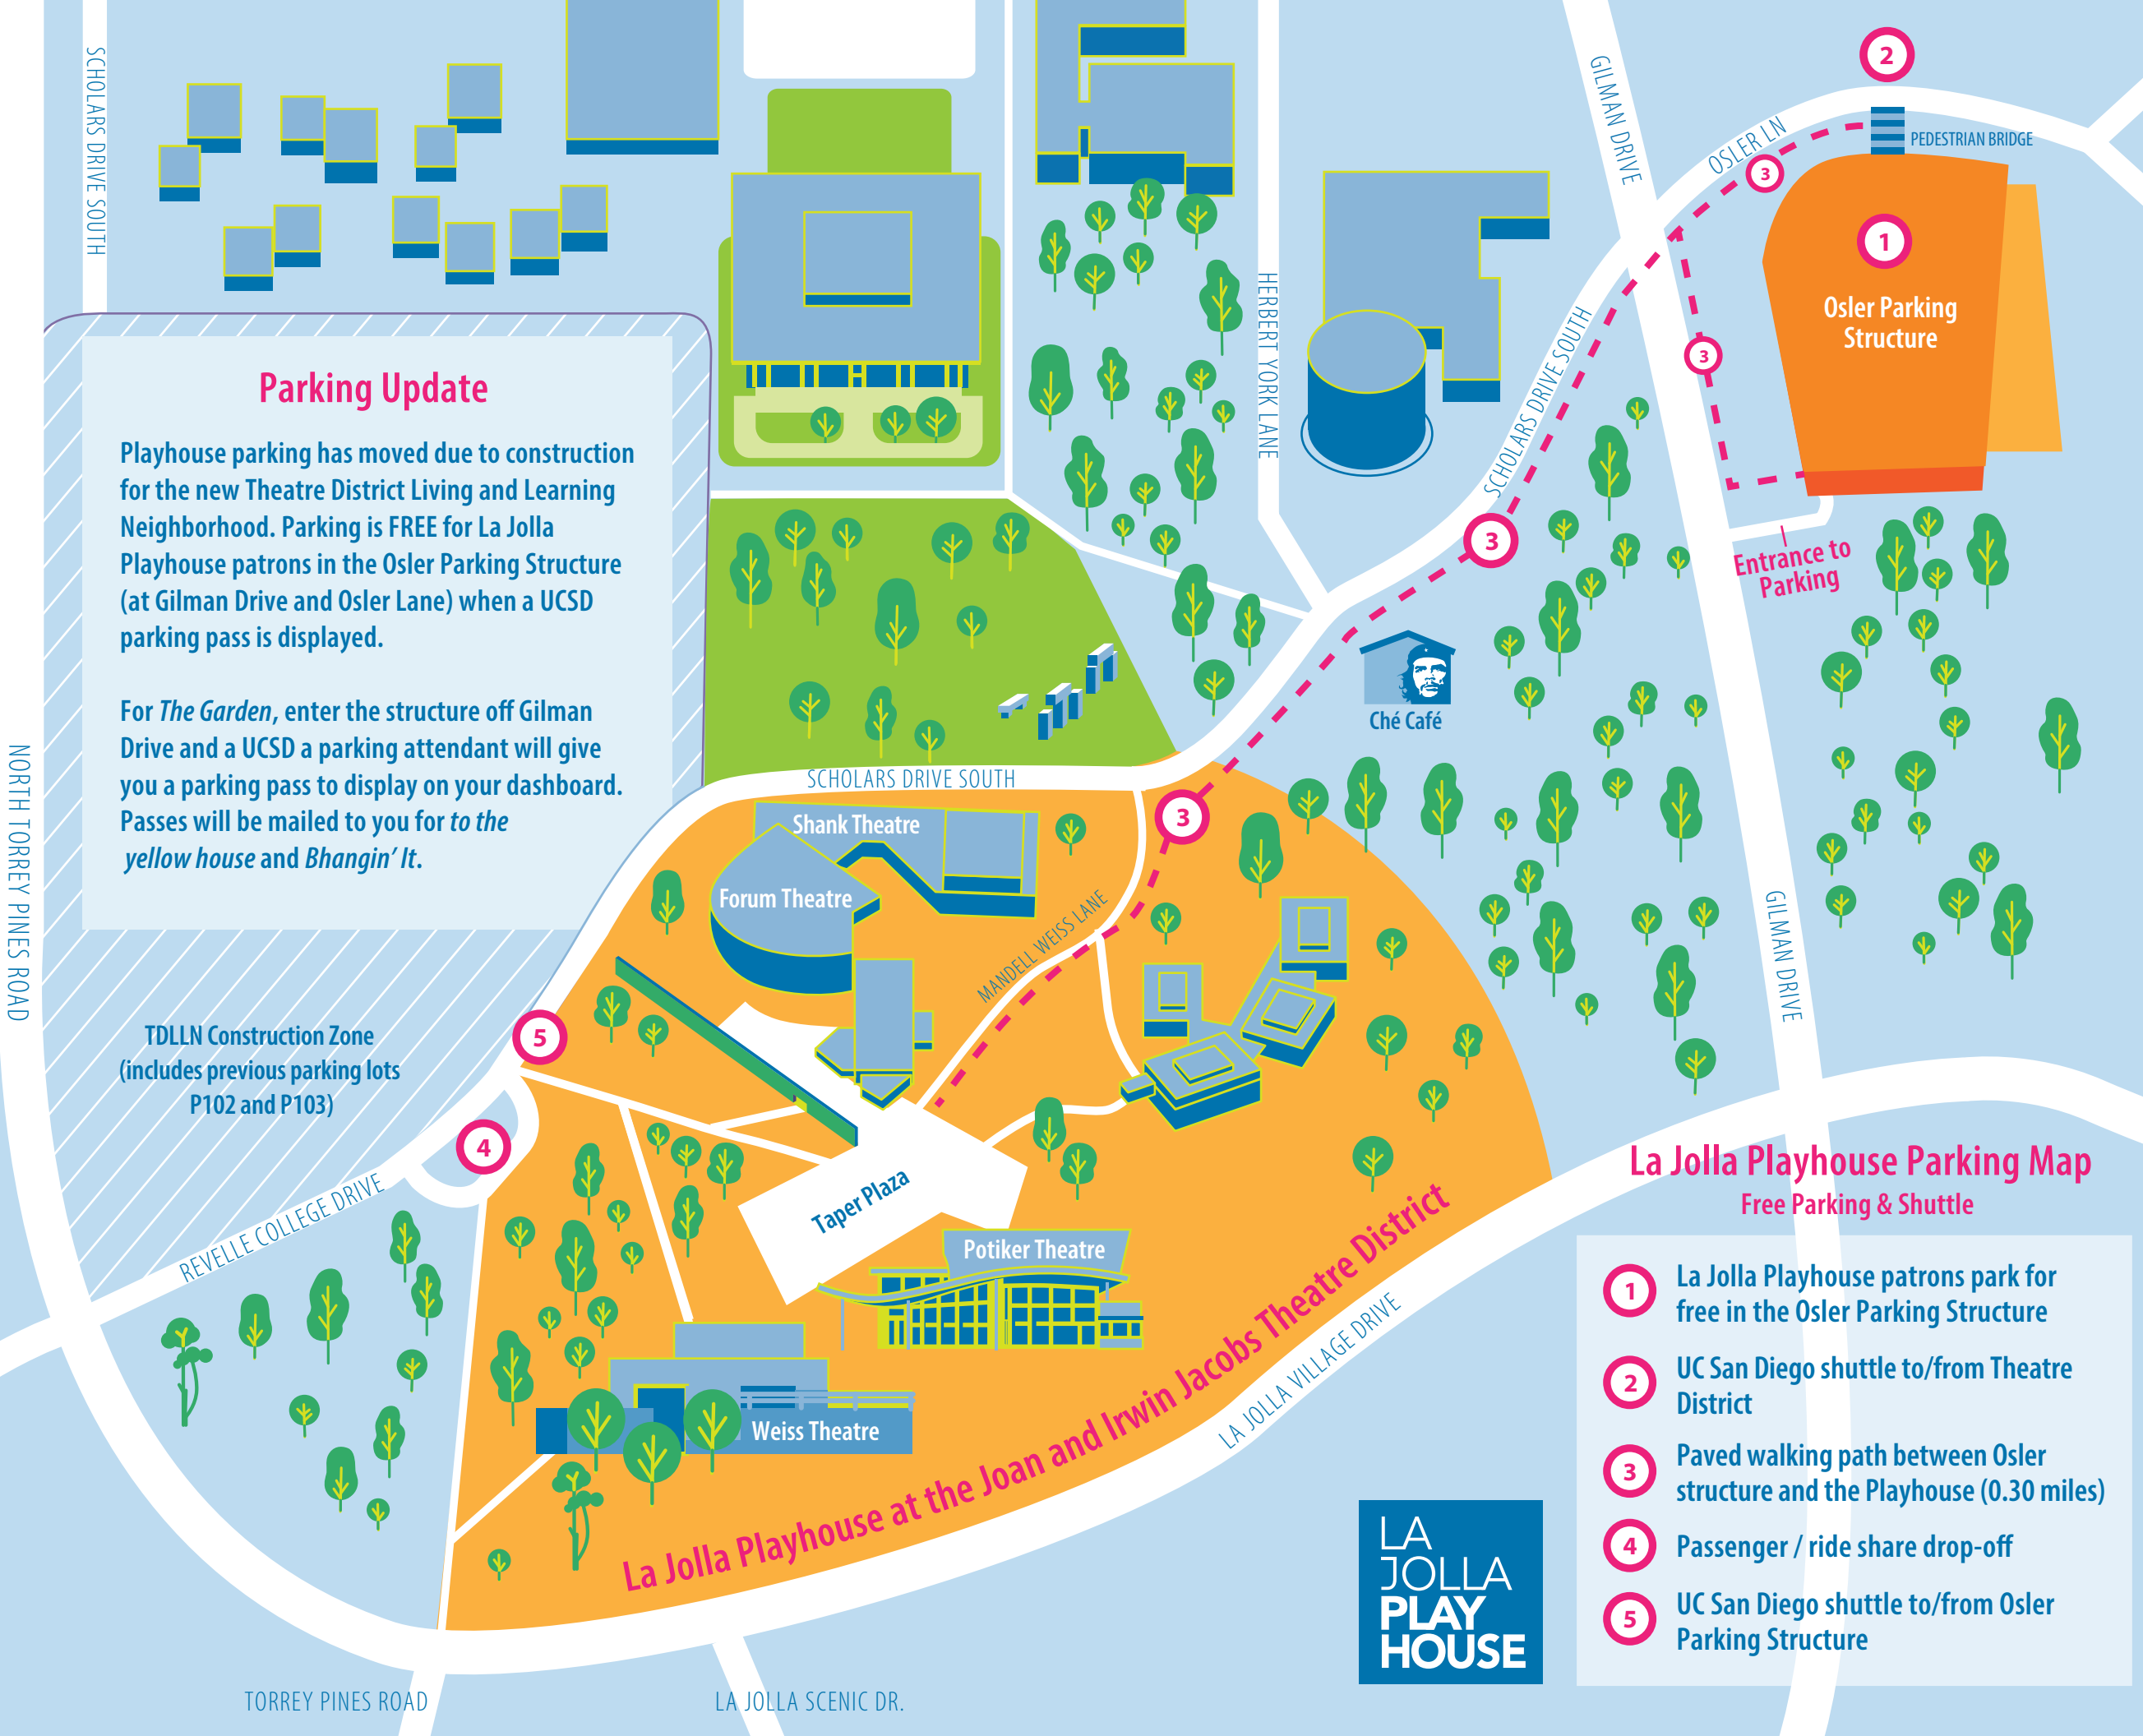 SCHOLARS DRIVE SOUTH
GILMAN DRIVE
2
OSLER LN
PEDESTRIAN BRIDGE
3
1
Osler Parking
Structure
HERBERT YORK LANE
SCHOLARS DRIVE SOUTH
3
3
Entrance to
Parking
Parking Update
Playhouse parking has moved due to construction
for the new Theatre District Living and Learning
Neighborhood. Parking is FREE for La Jolla
Playhouse patrons in the Osler Parking Structure
(at Gilman Drive and Osler Lane) when a UCSD
parking pass is displayed.
For The Garden, enter the structure off Gilman
Drive and a UCSD a parking attendant will give
you a parking pass to display on your dashboard.
Passes will be mailed to you for to the
yellow house and Bhangin’ It.
NORTH TORREY PINES ROAD
Ché Café
SCHOLARS DRIVE SOUTH
3
Shank Theatre
Forum Theatre
MANDELL WEISS LANE
GILMAN DRIVE
TDLLN Construction Zone
(includes previous parking lots
P102 and P103)
5
4
REVELLE COLLEGE DRIVE
Taper Plaza
Potiker Theatre
Weiss Theatre
La Jolla Playhouse at the Joan and Irwin Jacobs Theatre District
LA JOLLA VILLAGE DRIVE
TORREY PINES ROAD
LA JOLLA SCENIC DR.
LA
JOLLA
PLAY
HOUSE
La Jolla Playhouse Parking Map
Free Parking & Shuttle
1 La Jolla Playhouse patrons park for
free in the Osler Parking Structure
2 UC San Diego shuttle to/from Theatre
District
3 Paved walking path between Osler
structure and the Playhouse (0.30 miles)
4 Passenger / ride share drop-off
5 UC San Diego shuttle to/from Osler
Parking Structure